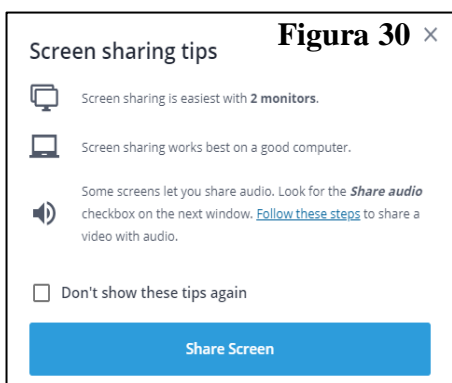 Figura 30
Screen sharing tips
Screen sharing is easiest with 2 monitors.
Screen sharing works best on a good computer.
Some screens let you share audio. Look for the Share audio
checkbox on the next window. Follow these steps to share a
video with audio.
Don't show these tips again
Share Screen